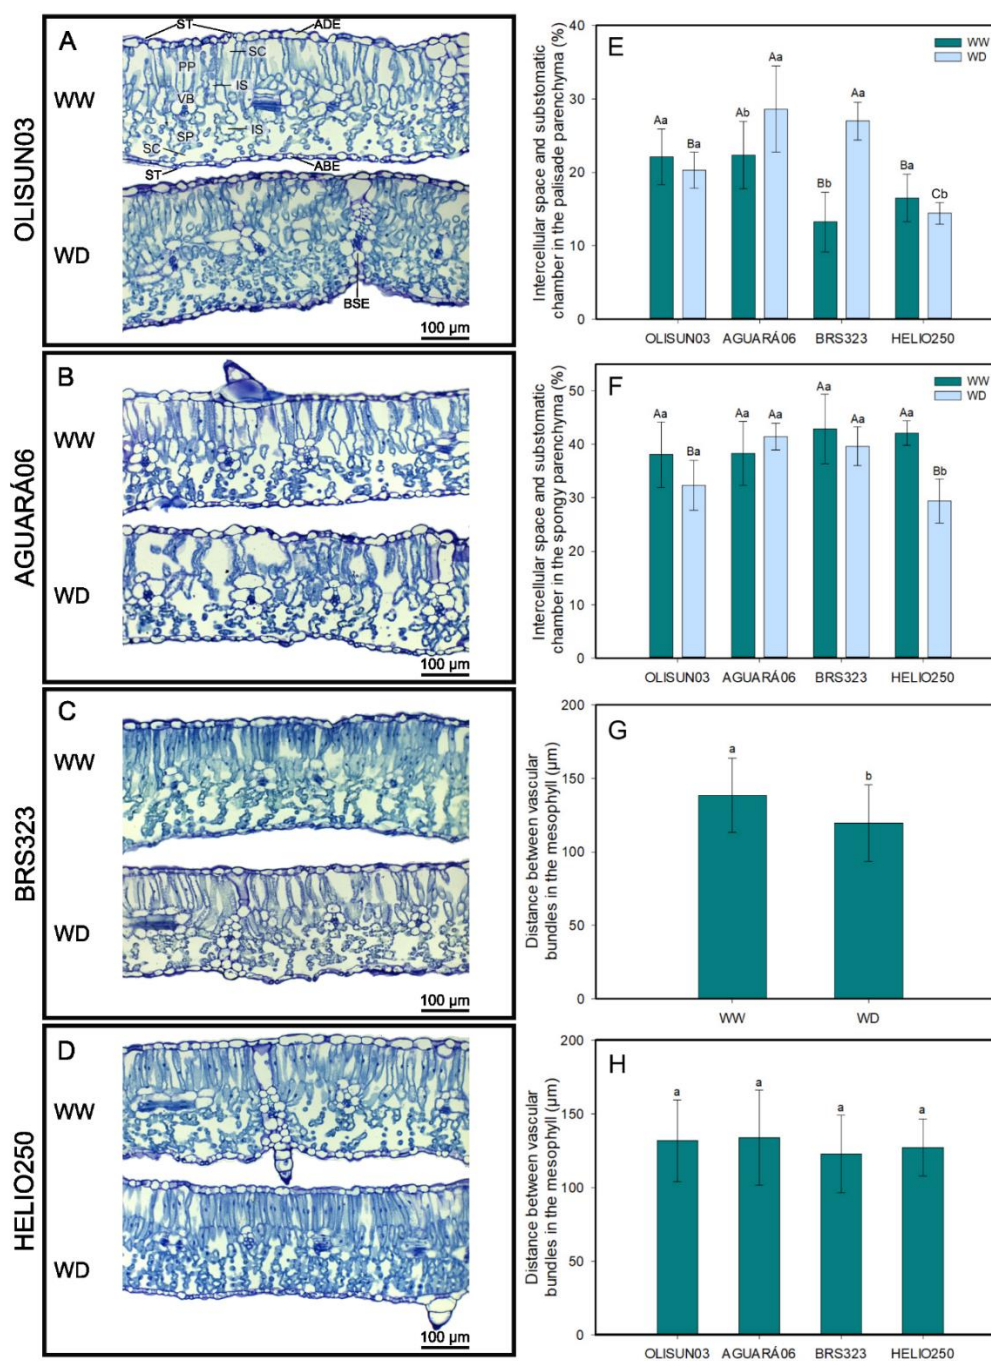 OLISUN03
A
WW
WD
ST
ADE
SC
PP
IS
VB
SP
IS
SC
ST
ABE
BSE
100 µm
AGUARÁ06
B
WW
WD
100 µm
BRS323
C
WW
WD
100 µm
HELIO250
D
WW
WD
100 µm
E
Intercellular space and substomatic
chamber in the palisade parenchyma (%)
40
30
20
10
0
WW
WD
Aa
Ba
Ab
Aa
Bb
Aa
Ba
Cb
OLISUN03 AGUARÁ06 BRS323 HELIO250
F
Intercellular space and substomatic
chamber in the spongy parenchyma (%)
50
40
30
20
10
0
WW
WD
Aa
Ba
Aa
Aa
Aa
Aa
Aa
Bb
OLISUN03 AGUARÁ06 BRS323 HELIO250
G
Distance between vascular
bundles in the mesophyll (µm)
200
150
100
50
0
a
b
WW WD
H
Distance between vascular
bundles in the mesophyll (µm)
200
150
100
50
0
a
a
a
a
OLISUN03 AGUARÁ06 BRS323 HELIO250